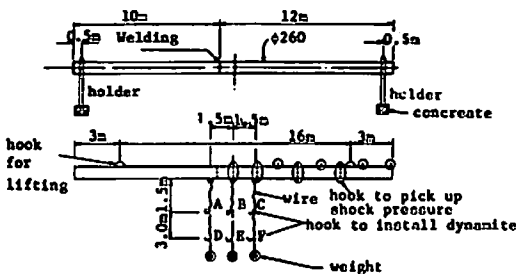 10m
12m
0.5m
Welding
ϕ260
0.5m
holder
holder
concreate
1.5m
1.5m
hook
for
lifting
3m
16m
3m
wire
hook to pick up
shock pressure
hook to install dynamite
1.5m
3.0m
A B C
D E F
weight